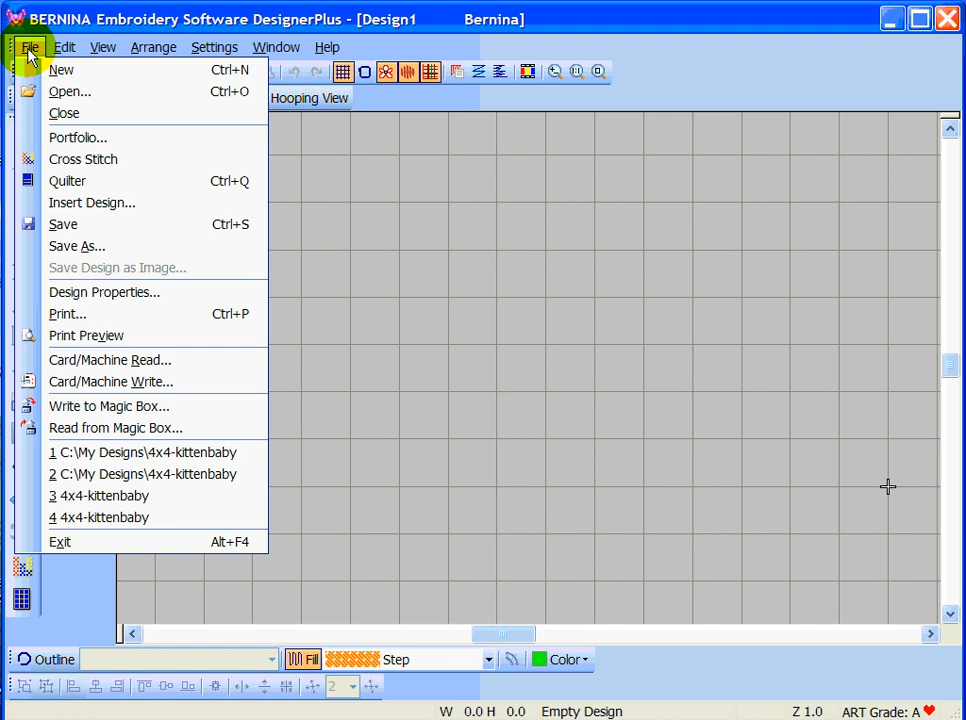 BERNINA Embroidery Software DesignerPlus - [Design1 Bernina]
File Edit View Arrange Settings Window Help
Hooping View
New Ctrl+N
Open... Ctrl+O
Close
Portfolio...
Cross Stitch
Quilter Ctrl+Q
Insert Design...
Save Ctrl+S
Save As...
Save Design as Image...
Design Properties...
Print... Ctrl+P
Print Preview
Card/Machine Read...
Card/Machine Write...
Write to Magic Box...
Read from Magic Box...
1 C:\My Designs\4x4-kittenbaby
2 C:\My Designs\4x4-kittenbaby
3 4x4-kittenbaby
4 4x4-kittenbaby
Exit Alt+F4
Outline Fill Step Color
2
W 0.0 H 0.0 Empty Design Z 1.0 ART Grade: A